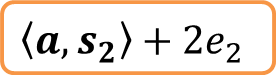 ⟨a, s₂⟩ + 2e₂